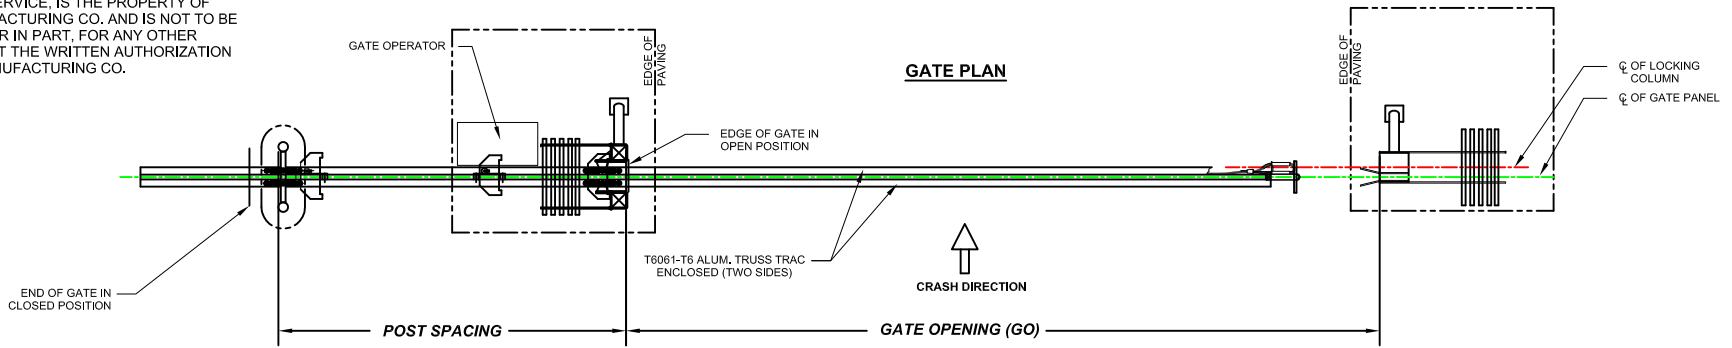 ERVICE, IS THE PROPERTY OF
FACTURING CO. AND IS NOT TO BE
R IN PART, FOR ANY OTHER
T THE WRITTEN AUTHORIZATION
NUFACTURING CO.
GATE OPERATOR
EDGE OF
PAVING
GATE PLAN
EDGE OF
PAVING
℄ OF LOCKING
COLUMN
℄ OF GATE PANEL
EDGE OF GATE IN
OPEN POSITION
T6061-T6 ALUM. TRUSS TRAC
ENCLOSED (TWO SIDES)
CRASH DIRECTION
END OF GATE IN
CLOSED POSITION
POST SPACING
GATE OPENING (GO)